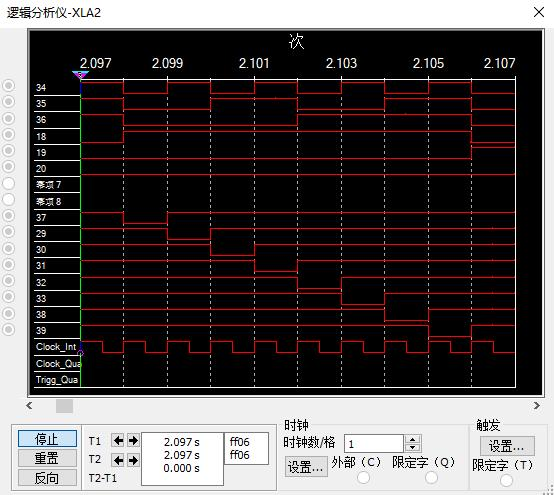 逻辑分析仪-XLA2
次
2.097 2.099 2.101 2.103 2.105 2.107
34
35
36
18
19
20
寡项 7
寡项 8
37
29
30
31
32
33
38
39
Clock_Int
Clock_Qua
Trigg_Qua
停止
重置
反向
T1 2.097 s ff06
T2 2.097 s ff06
T2-T1 0.000 s
时钟
时钟数/格 1
设置... 外部（C） 限定字（Q）
触发
设置...
限定字（T）